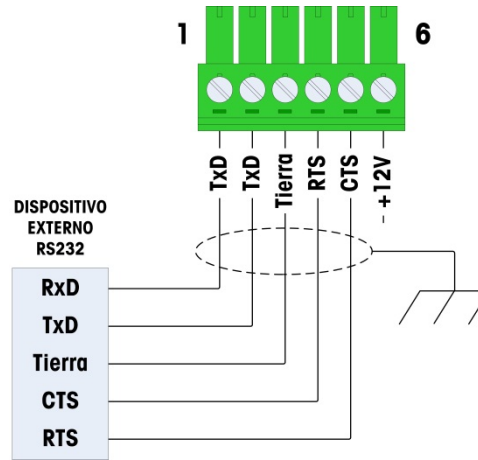 1
6
TxD
TxD
Tierra
RTS
CTS
+12V
DISPOSITIVO
EXTERNO
RS232
RxD
TxD
Tierra
CTS
RTS